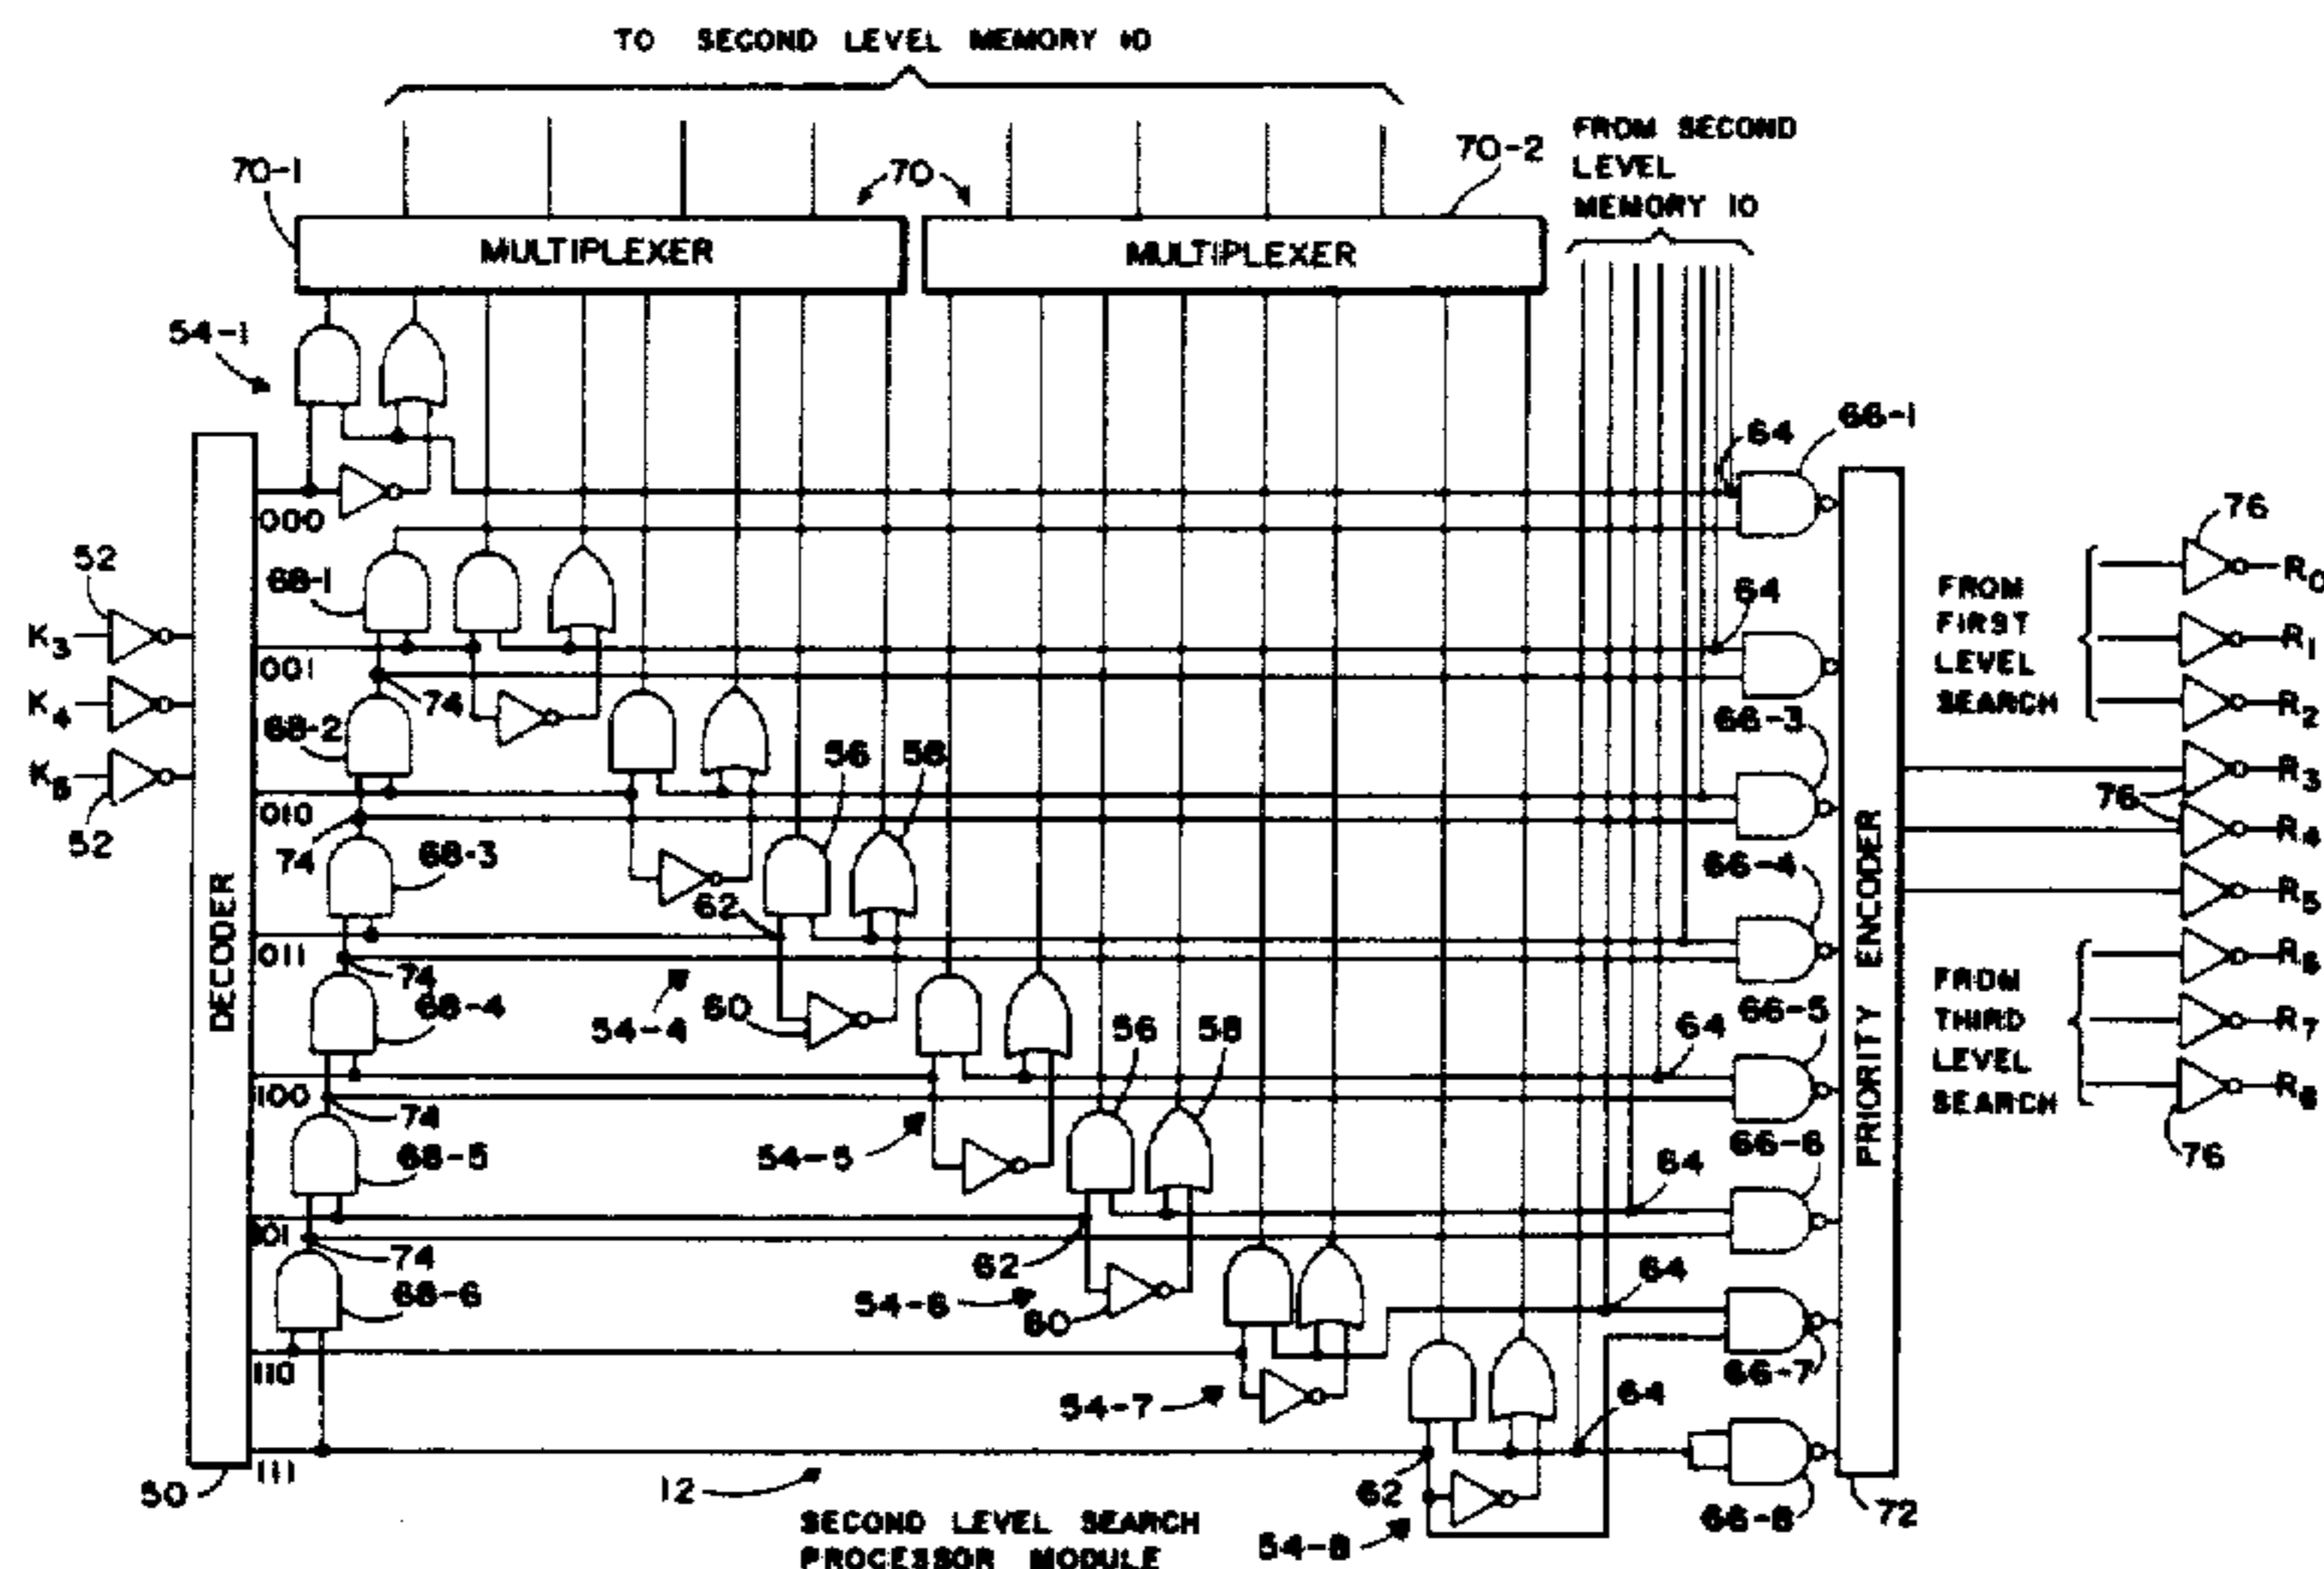 TO SECOND LEVEL MEMORY 10
FROM SECOND
LEVEL
MEMORY 10
70-1
70
70-2
MULTIPLEXER
MULTIPLEXER
54-1
64
66-1
000
76
R0
52
68-1
64
FROM
FIRST
LEVEL
SEARCH
K3
001
R1
K4
74
R2
68-2
66-3
K5
56
58
R3
010
76
52
74
68-3
R4
66-4
DECODER
PRIORITY ENCODER
62
R5
011
74
68-4
54-4
60
56
58
64
66-5
FROM
THIRD
LEVEL
SEARCH
R6
R7
R8
100
74
68-5
54-5
66-6
64
76
101
74
62
68-6
54-6
60
64
110
66-7
54-7
64
111
50
12
62
66-8
72
SECOND LEVEL SEARCH
PROCESSOR MODULE
54-8